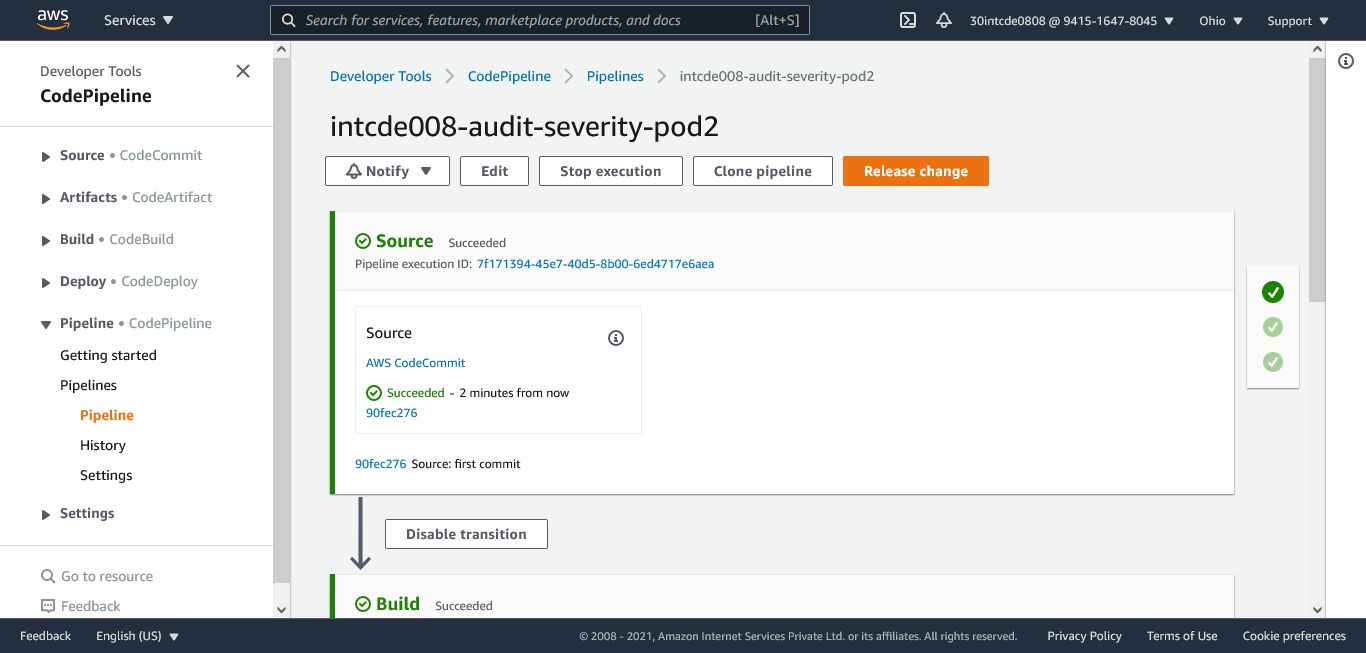 aws Services Search for services, features, marketplace products, and docs [Alt+S] 30intcde0808 @ 9415-1647-8045 Ohio Support
Developer Tools
CodePipeline
Source • CodeCommit
Artifacts • CodeArtifact
Build • CodeBuild
Deploy • CodeDeploy
Pipeline • CodePipeline
Getting started
Pipelines
Pipeline
History
Settings
Settings
Go to resource
Feedback
Developer Tools CodePipeline Pipelines intcde008-audit-severity-pod2
intcde008-audit-severity-pod2
Notify Edit Stop execution Clone pipeline Release change
Source Succeeded
Pipeline execution ID: 7f171394-45e7-40d5-8b00-6ed4717e6aea
Source
AWS CodeCommit
Succeeded - 2 minutes from now
90fec276
90fec276 Source: first commit
Disable transition
Build Succeeded
Feedback English (US) © 2008 - 2021, Amazon Internet Services Private Ltd. or its affiliates. All rights reserved. Privacy Policy Terms of Use Cookie preferences